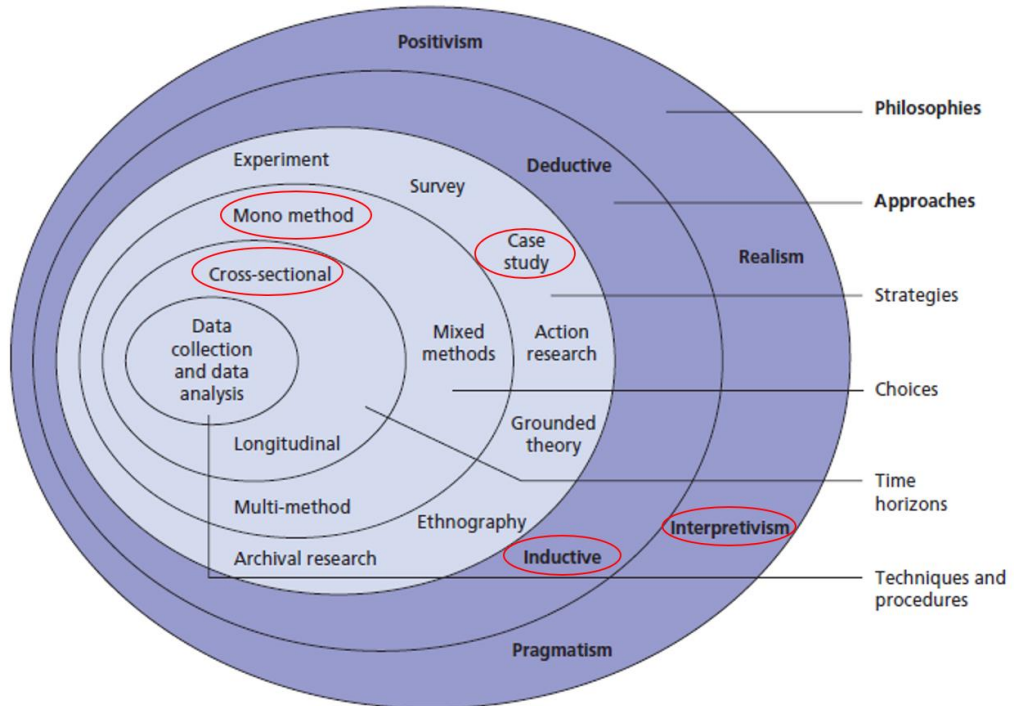 Positivism
Philosophies
Experiment
Deductive
Survey
Approaches
Mono method
Case
study
Realism
Cross-sectional
Strategies
Data
collection
and data
analysis
Mixed
methods
Action
research
Choices
Longitudinal
Grounded
theory
Time
horizons
Multi-method
Ethnography
Interpretivism
Archival research
Inductive
Techniques and
procedures
Pragmatism